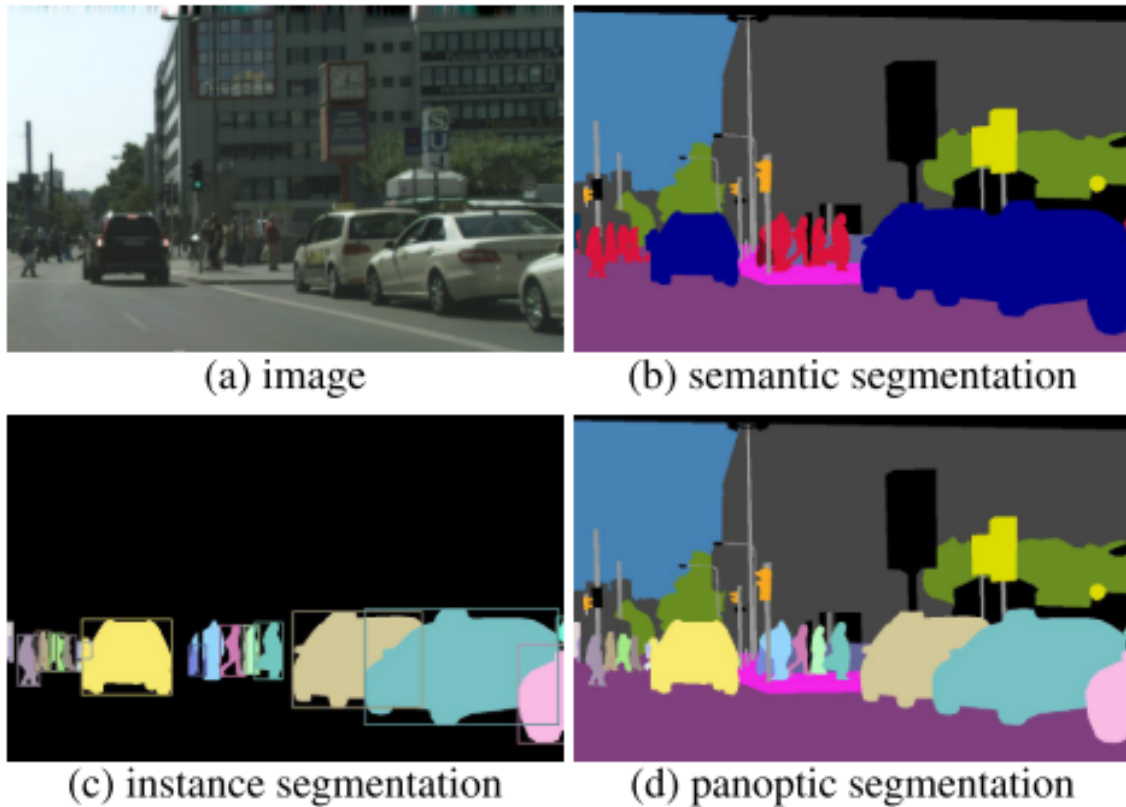 S
U
(a) image
(b) semantic segmentation
(c) instance segmentation
(d) panoptic segmentation